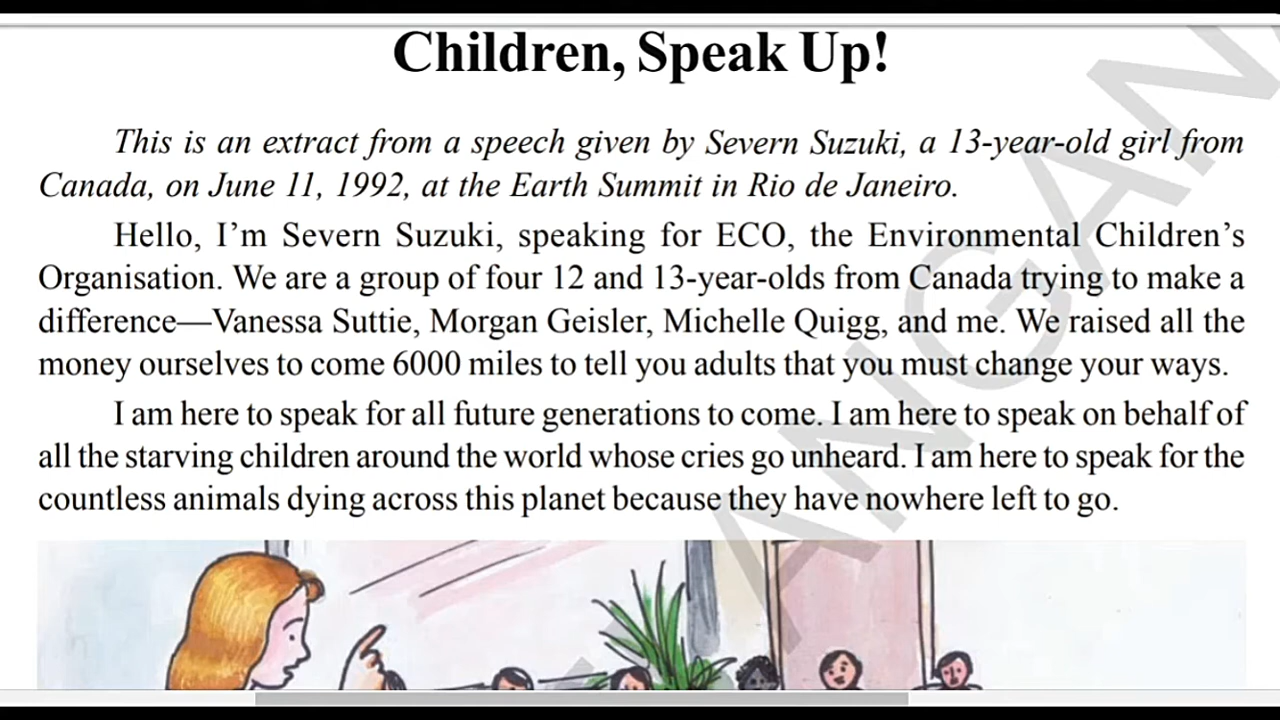 Children, Speak Up!
This is an extract from a speech given by Severn Suzuki, a 13-year-old girl from
Canada, on June 11, 1992, at the Earth Summit in Rio de Janeiro.
Hello, I’m Severn Suzuki, speaking for ECO, the Environmental Children’s
Organisation. We are a group of four 12 and 13-year-olds from Canada trying to make a
difference—Vanessa Suttie, Morgan Geisler, Michelle Quigg, and me. We raised all the
money ourselves to come 6000 miles to tell you adults that you must change your ways.
I am here to speak for all future generations to come. I am here to speak on behalf of
all the starving children around the world whose cries go unheard. I am here to speak for the
countless animals dying across this planet because they have nowhere left to go.